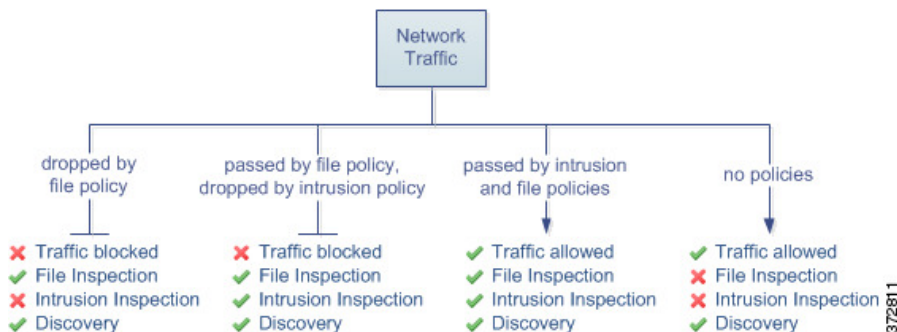 Network
Traffic
dropped by
file policy
passed by file policy,
dropped by intrusion policy
passed by intrusion
and file policies
no policies
Traffic blocked
File Inspection
Intrusion Inspection
Discovery
Traffic blocked
File Inspection
Intrusion Inspection
Discovery
Traffic allowed
File Inspection
Intrusion Inspection
Discovery
Traffic allowed
File Inspection
Intrusion Inspection
Discovery
372811